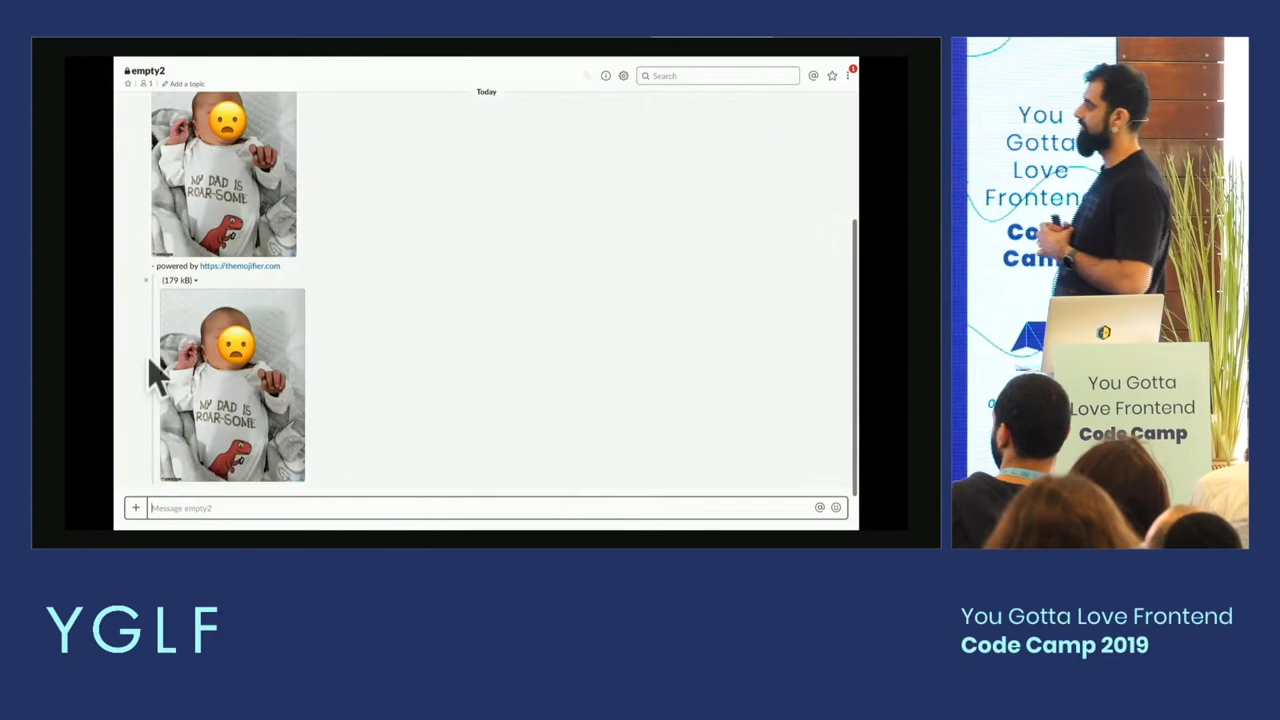 empty2
1
Add a topic
Search
1
Today
MY DAD IS
ROAR-SOME
- powered by https://themojifier.com
(179 kB)
MY DAD IS
ROAR-SOME
Message empty2
You
Gotta
Love
Fronten
Co
Cam
You Gotta
Love Frontend
Code Camp
YGLF
You Gotta Love Frontend
Code Camp 2019